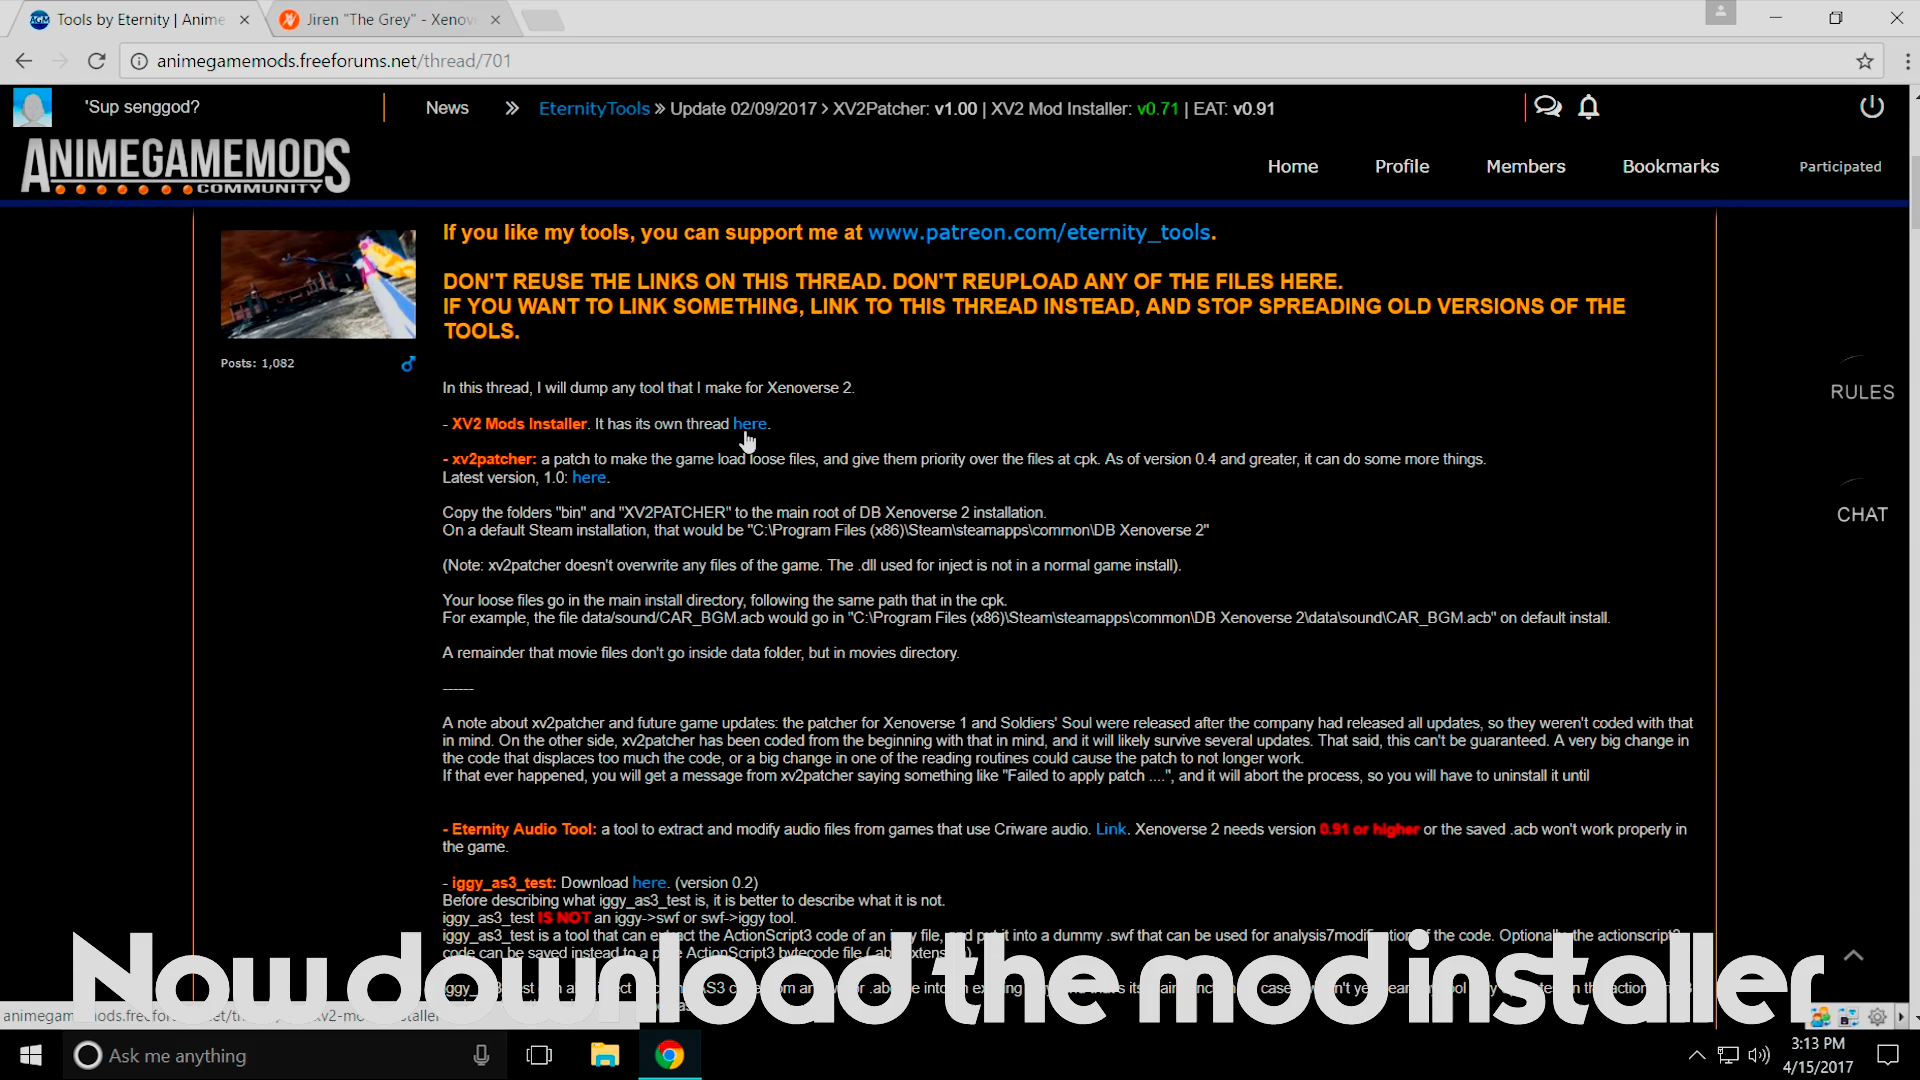 Tools by Eternity | Anime
Jiren "The Grey" - Xenov
animegamemods.freeforums.net/thread/701
'Sup senggod?
News
EternityTools » Update 02/09/2017 > XV2Patcher: v1.00 | XV2 Mod Installer: v0.71 | EAT: v0.91
ANIMEGAMEMODS
COMMUNITY
Home
Profile
Members
Bookmarks
Participated
If you like my tools, you can support me at www.patreon.com/eternity_tools.
DON'T REUSE THE LINKS ON THIS THREAD. DON'T REUPLOAD ANY OF THE FILES HERE.
IF YOU WANT TO LINK SOMETHING, LINK TO THIS THREAD INSTEAD, AND STOP SPREADING OLD VERSIONS OF THE
TOOLS.
Posts: 1,082
In this thread, I will dump any tool that I make for Xenoverse 2.
- XV2 Mods Installer. It has its own thread here.
- xv2patcher: a patch to make the game load loose files, and give them priority over the files at cpk. As of version 0.4 and greater, it can do some more things.
Latest version, 1.0: here.
Copy the folders "bin" and "XV2PATCHER" to the main root of DB Xenoverse 2 installation.
On a default Steam installation, that would be "C:\Program Files (x86)\Steam\steamapps\common\DB Xenoverse 2"
(Note: xv2patcher doesn't overwrite any files of the game. The .dll used for inject is not in a normal game install).
Your loose files go in the main install directory, following the same path that in the cpk.
For example, the file data/sound/CAR_BGM.acb would go in "C:\Program Files (x86)\Steam\steamapps\common\DB Xenoverse 2\data\sound\CAR_BGM.acb" on default install.
A remainder that movie files don't go inside data folder, but in movies directory.
------
A note about xv2patcher and future game updates: the patcher for Xenoverse 1 and Soldiers' Soul were released after the company had released all updates, so they weren't coded with that
in mind. On the other side, xv2patcher has been coded from the beginning with that in mind, and it will likely survive several updates. That said, this can't be guaranteed. A very big change in
the code that displaces too much the code, or a big change in one of the reading routines could cause the patch to not longer work.
If that ever happened, you will get a message from xv2patcher saying something like "Failed to apply patch ....", and it will abort the process, so you will have to uninstall it until
- Eternity Audio Tool: a tool to extract and modify audio files from games that use Criware audio. Link. Xenoverse 2 needs version 0.91 or higher or the saved .acb won't work properly in
the game.
- iggy_as3_test: Download here. (version 0.2)
Before describing what iggy_as3_test is, it is better to describe what it is not.
iggy_as3_test IS NOT an iggy->swf or swf->iggy tool.
iggy_as3_test is a tool that can extract the ActionScript3 code of an file, and put it into a dummy .swf that can be used for analysis7modification of the code. Optionally the actionscript3
code can be saved instead to a ActionScript3 bytecode file
RULES
CHAT
Now download the mod installer
Ask me anything
3:13 PM
4/15/2017